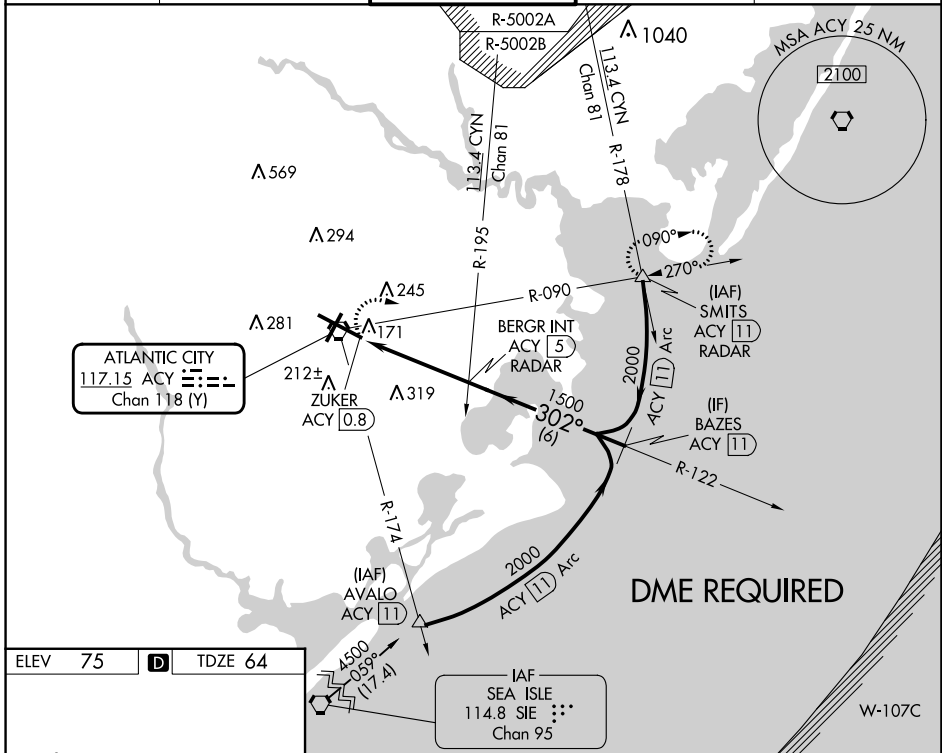 R-5002A
R-5002B
1040
MSA ACY 25 NM
2100
113.4 CYN
Chan 81
R-178
113.4 CYN
Chan 81
R-195
569
294
245
281
171
212±
319
090°
270°
R-090
(IAF)
SMITS
ACY 11
RADAR
BERGR INT
ACY 5
RADAR
ATLANTIC CITY
117.15 ACY
Chan 118 (Y)
ZUKER
ACY 0.8
2000
ACY 11 Arc
1500
302°
(6)
(IF)
BAZES
ACY 11
R-122
R-174
2000
ACY 11 Arc
(IAF)
AVALO
ACY 11
DME REQUIRED
ELEV 75 D TDZE 64
4500
059°
(17.4)
IAF
SEA ISLE
114.8 SIE
Chan 95
W-107C